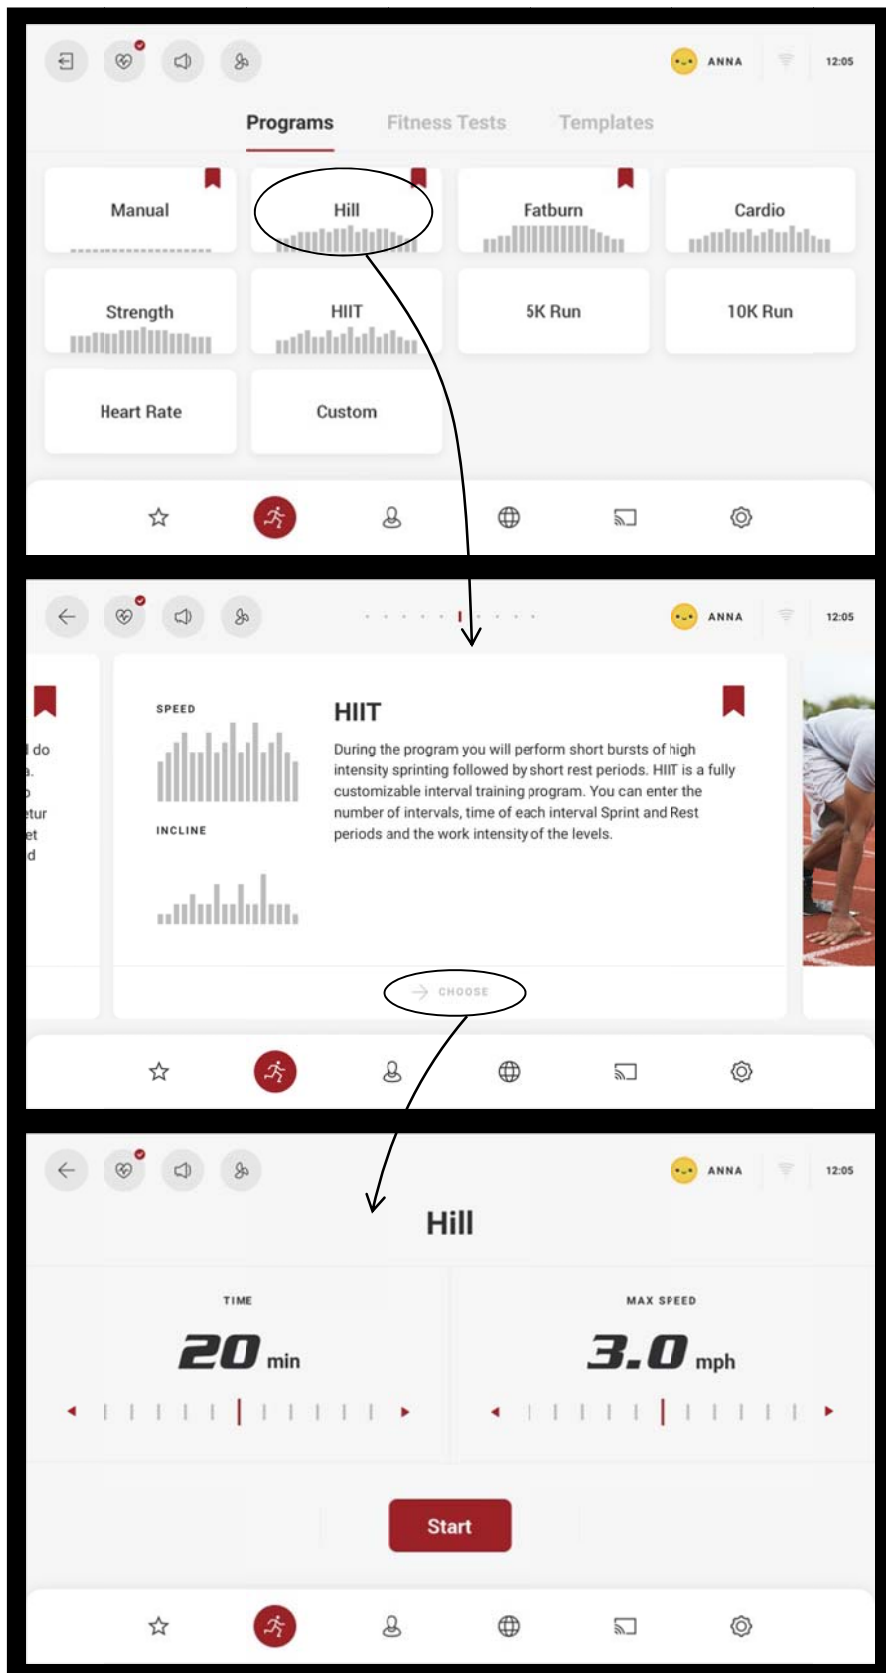 ANNA
12:05
Programs Fitness Tests Templates
Manual Hill Fatburn Cardio
Strength HIIT 5K Run 10K Run
Heart Rate Custom
ANNA
12:05
SPEED
INCLINE
do
a.
etur
et
d
HIIT
During the program you will perform short bursts of high
intensity sprinting followed by short rest periods. HIIT is a fully
customizable interval training program. You can enter the
number of intervals, time of each interval Sprint and Rest
periods and the work intensity of the levels.
CHOOSE
ANNA
12:05
Hill
TIME
20 min
MAX SPEED
3.0 mph
Start